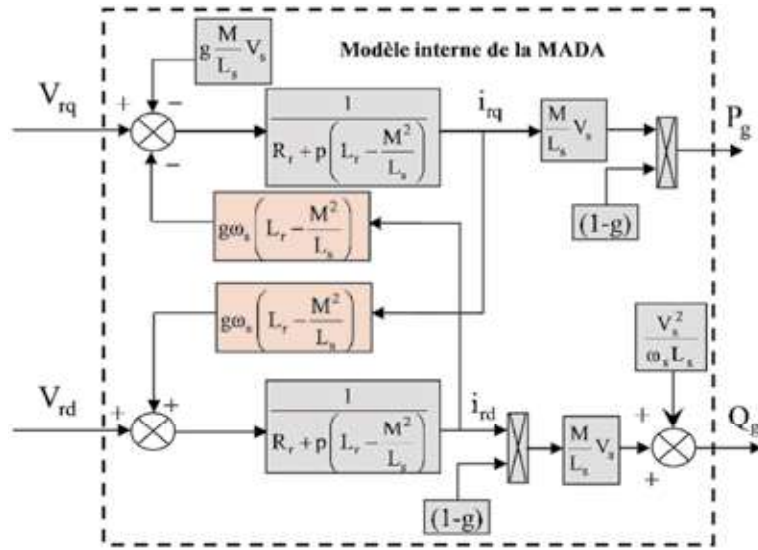 Modèle interne de la MADA
g M/L_s V_s
V_rq
+
−
−
1 / (R_r + p(L_r − M²/L_s))
i_rq
M/L_s V_s
P_g
(1-g)
gω_s(L_r − M²/L_s)
gω_s(L_r − M²/L_s)
V_s²/ω_s L_s
V_rd
+
+
1 / (R_r + p(L_r − M²/L_s))
i_rd
M/L_s V_s
+
+
Q_g
(1-g)